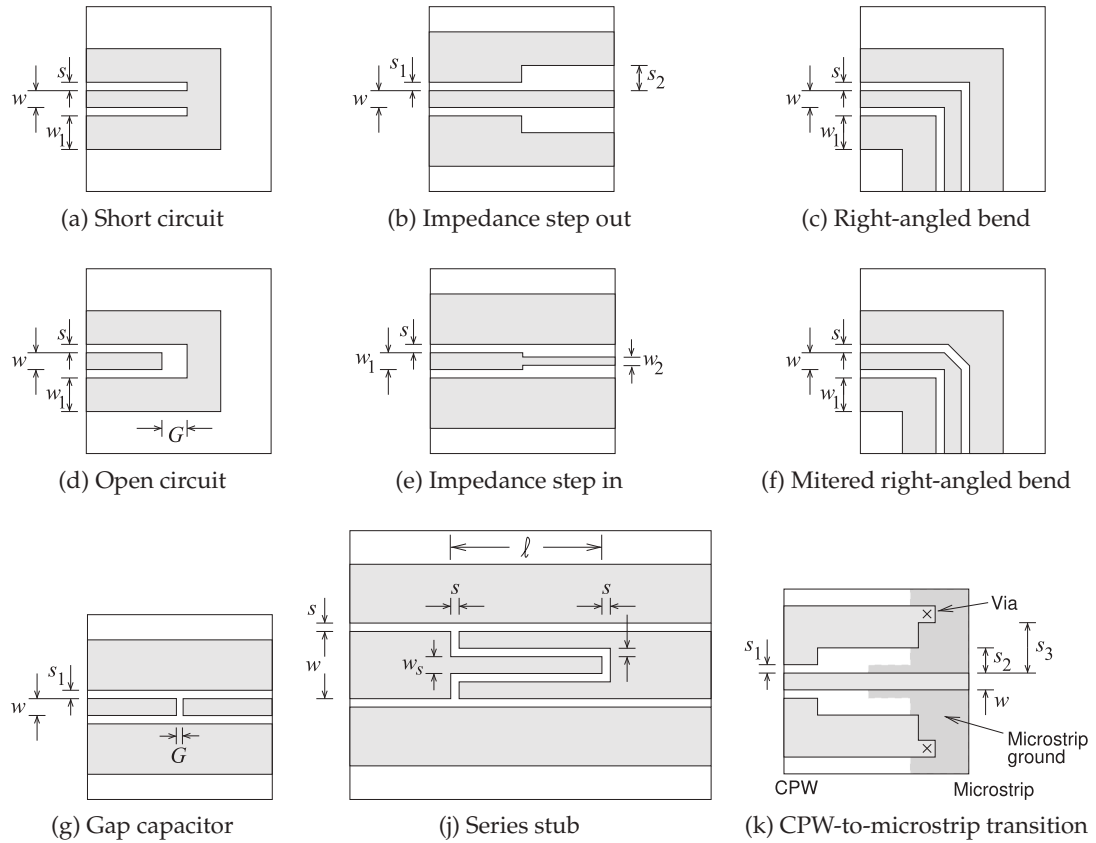 s
w
w1
(a) Short circuit
s1
w
s2
(b) Impedance step out
s
w
w1
(c) Right-angled bend
s
w
w1
G
(d) Open circuit
s
w1
w2
(e) Impedance step in
s
w
w1
(f) Mitered right-angled bend
s1
w
G
(g) Gap capacitor
ℓ
s
s
s
w
ws
(j) Series stub
Via
s1
s2
s3
w
Microstrip
ground
CPW
Microstrip
(k) CPW-to-microstrip transition